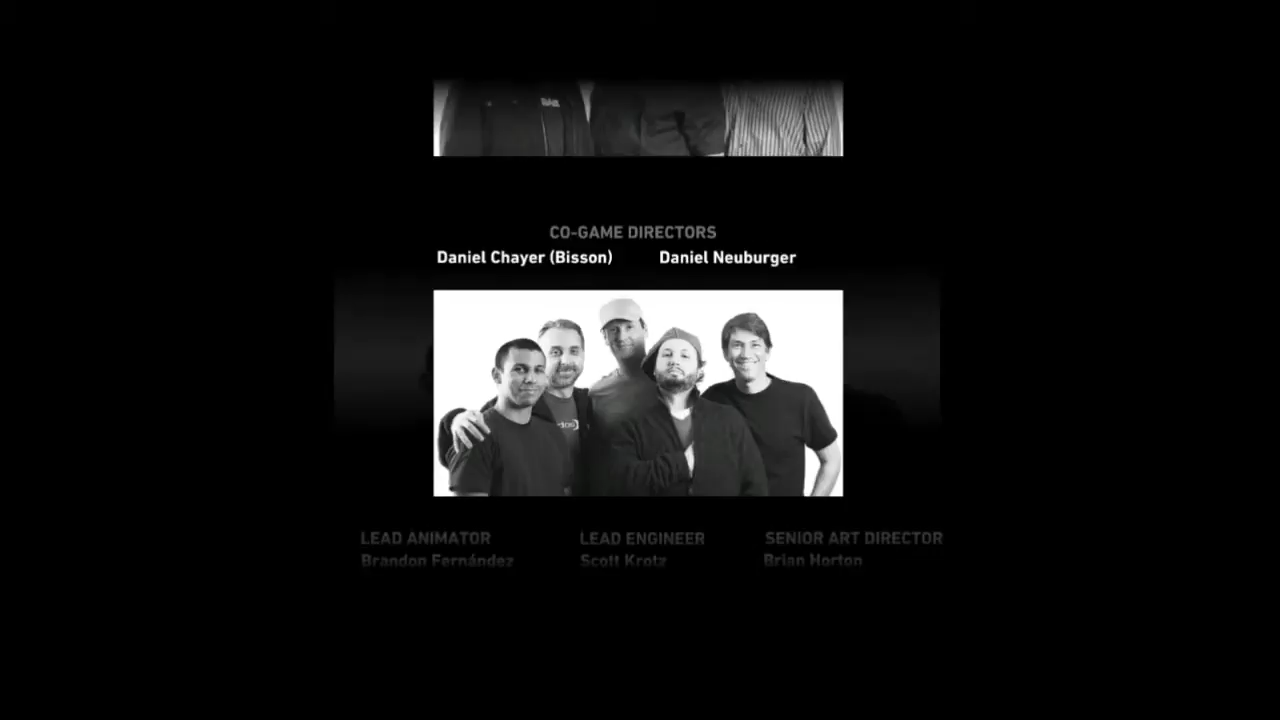 CO-GAME DIRECTORS
Daniel Chayer (Bisson) Daniel Neuburger
LEAD ANIMATOR LEAD ENGINEER SENIOR ART DIRECTOR
Brandon Fernández Scott Krotz Brian Horton